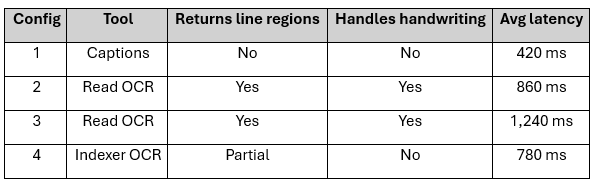 Config Tool Returns line regions Handles handwriting Avg latency
1 Captions No No 420 ms
2 Read OCR Yes Yes 860 ms
3 Read OCR Yes Yes 1,240 ms
4 Indexer OCR Partial No 780 ms